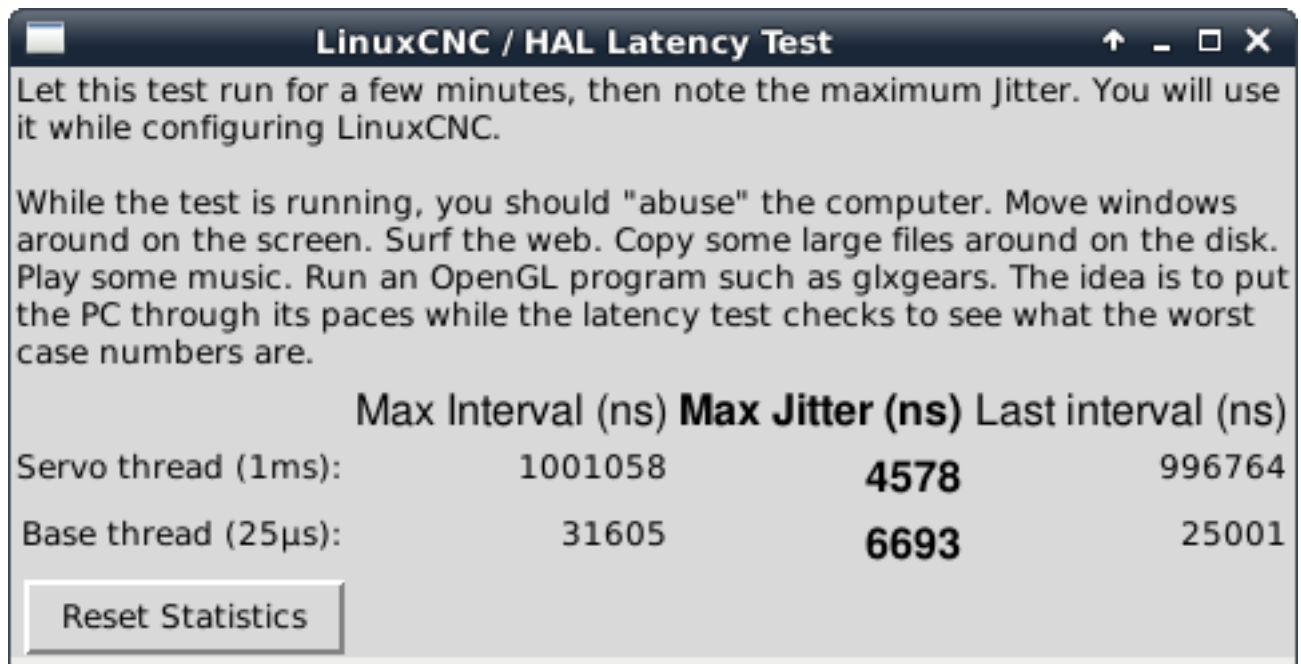 LinuxCNC / HAL Latency Test
Let this test run for a few minutes, then note the maximum Jitter. You will use
it while configuring LinuxCNC.
While the test is running, you should "abuse" the computer. Move windows
around on the screen. Surf the web. Copy some large files around on the disk.
Play some music. Run an OpenGL program such as glxgears. The idea is to put
the PC through its paces while the latency test checks to see what the worst
case numbers are.
Max Interval (ns) Max Jitter (ns) Last interval (ns)
Servo thread (1ms): 1001058 4578 996764
Base thread (25µs): 31605 6693 25001
Reset Statistics